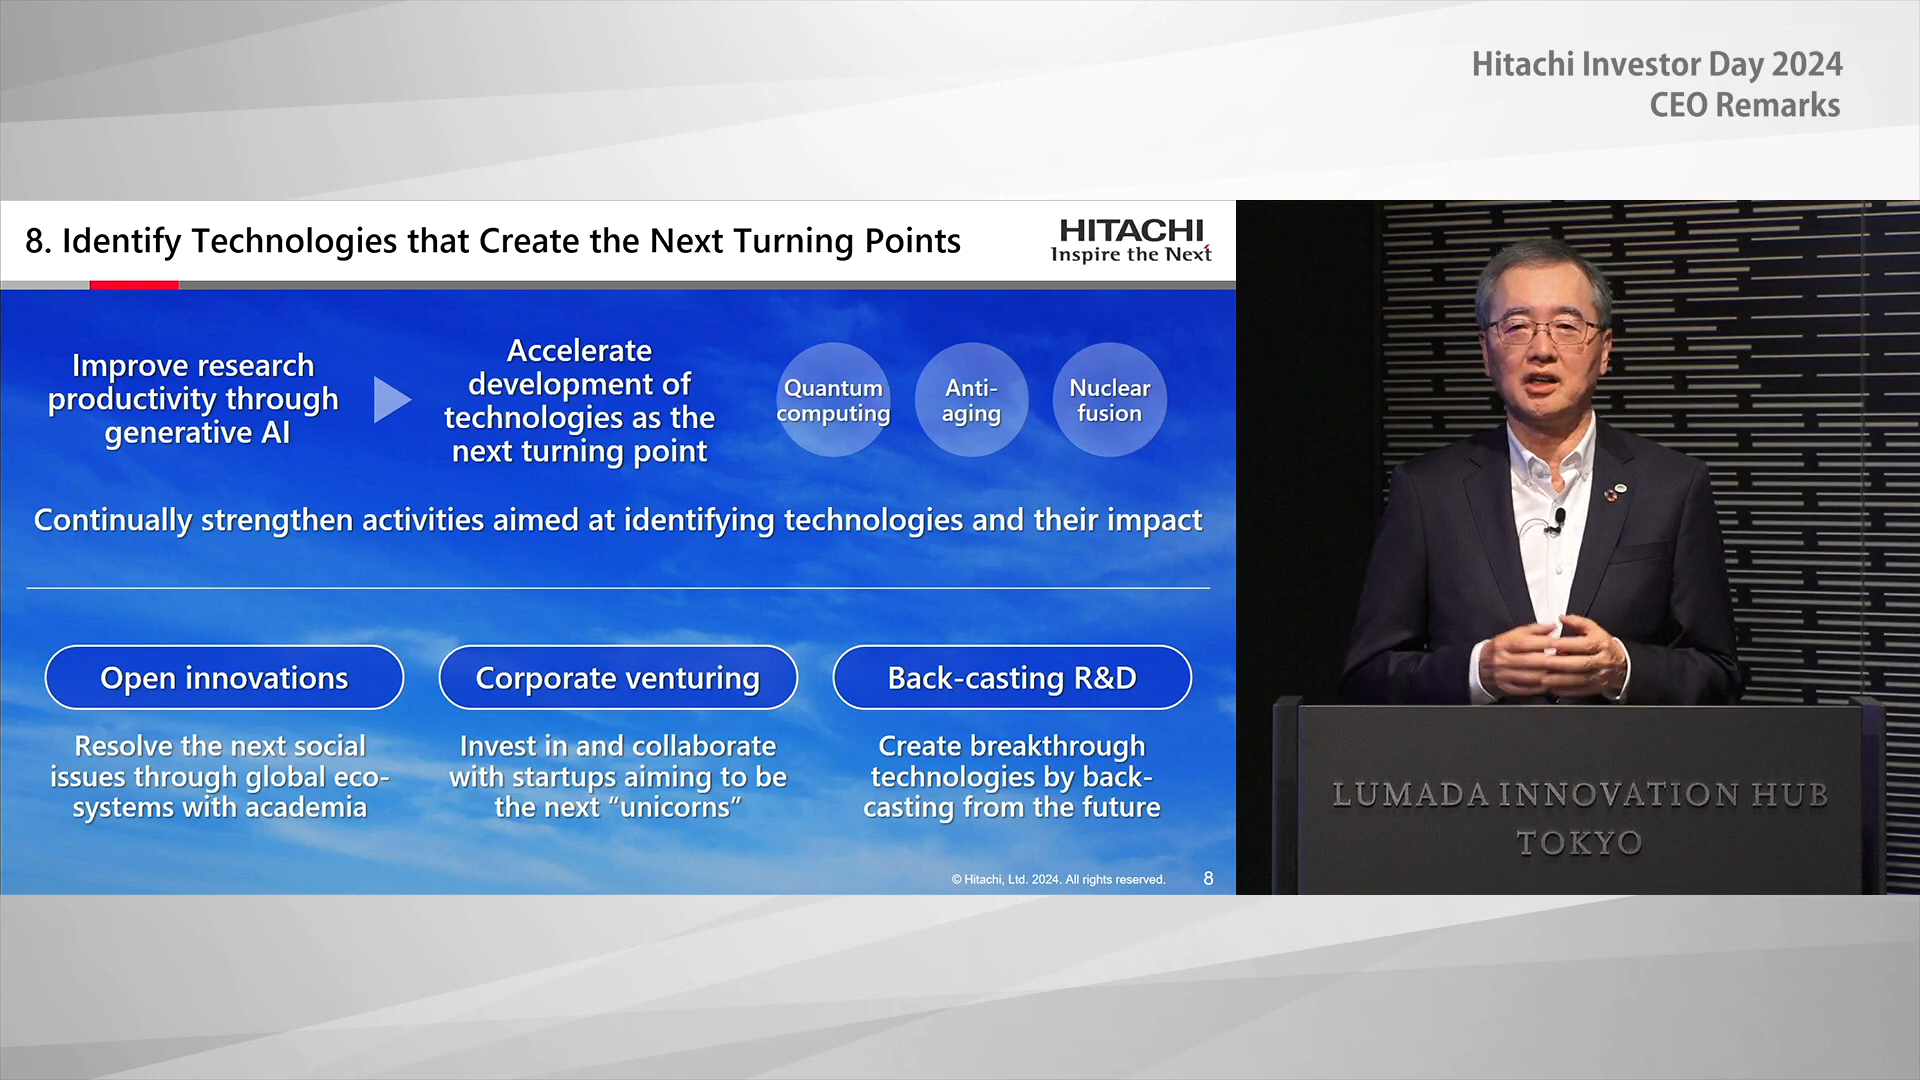 Hitachi Investor Day 2024
CEO Remarks
8. Identify Technologies that Create the Next Turning Points
HITACHI
Inspire the Next
Improve research
productivity through
generative AI
Accelerate
development of
technologies as the
next turning point
Quantum
computing
Anti-
aging
Nuclear
fusion
Continually strengthen activities aimed at identifying technologies and their impact
Open innovations
Resolve the next social
issues through global eco-
systems with academia
Corporate venturing
Invest in and collaborate
with startups aiming to be
the next “unicorns”
Back-casting R&D
Create breakthrough
technologies by back-
casting from the future
© Hitachi, Ltd. 2024. All rights reserved.
8
LUMADA INNOVATION HUB
TOKYO